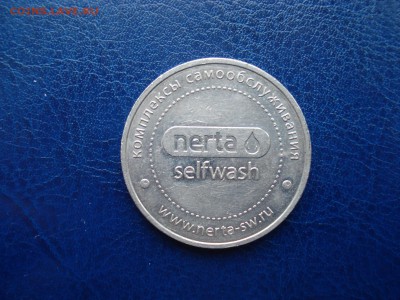 комплексы самообслуживания
nerta
selfwash
www.nerta-sw.ru